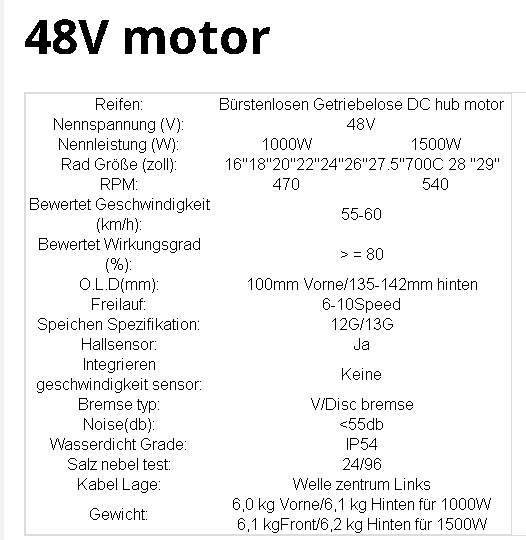 48V motor
Reifen: Bürstenlosen Getriebelose DC hub motor
Nennspannung (V): 48V
Nennleistung (W): 1000W 1500W
Rad Größe (zoll): 16"18"20"22"24"26"27.5"700C 28 "29"
RPM: 470 540
Bewertet Geschwindigkeit
(km/h): 55-60
Bewertet Wirkungsgrad
(%): > = 80
O.L.D(mm): 100mm Vorne/135-142mm hinten
Freilauf: 6-10Speed
Speichen Spezifikation: 12G/13G
Hallsensor: Ja
Integrieren
geschwindigkeit sensor: Keine
Bremse typ: V/Disc bremse
Noise(db): <55db
Wasserdicht Grade: IP54
Salz nebel test: 24/96
Kabel Lage: Welle zentrum Links
Gewicht: 6,0 kg Vorne/6,1 kg Hinten für 1000W
6,1 kgFront/6,2 kg Hinten für 1500W